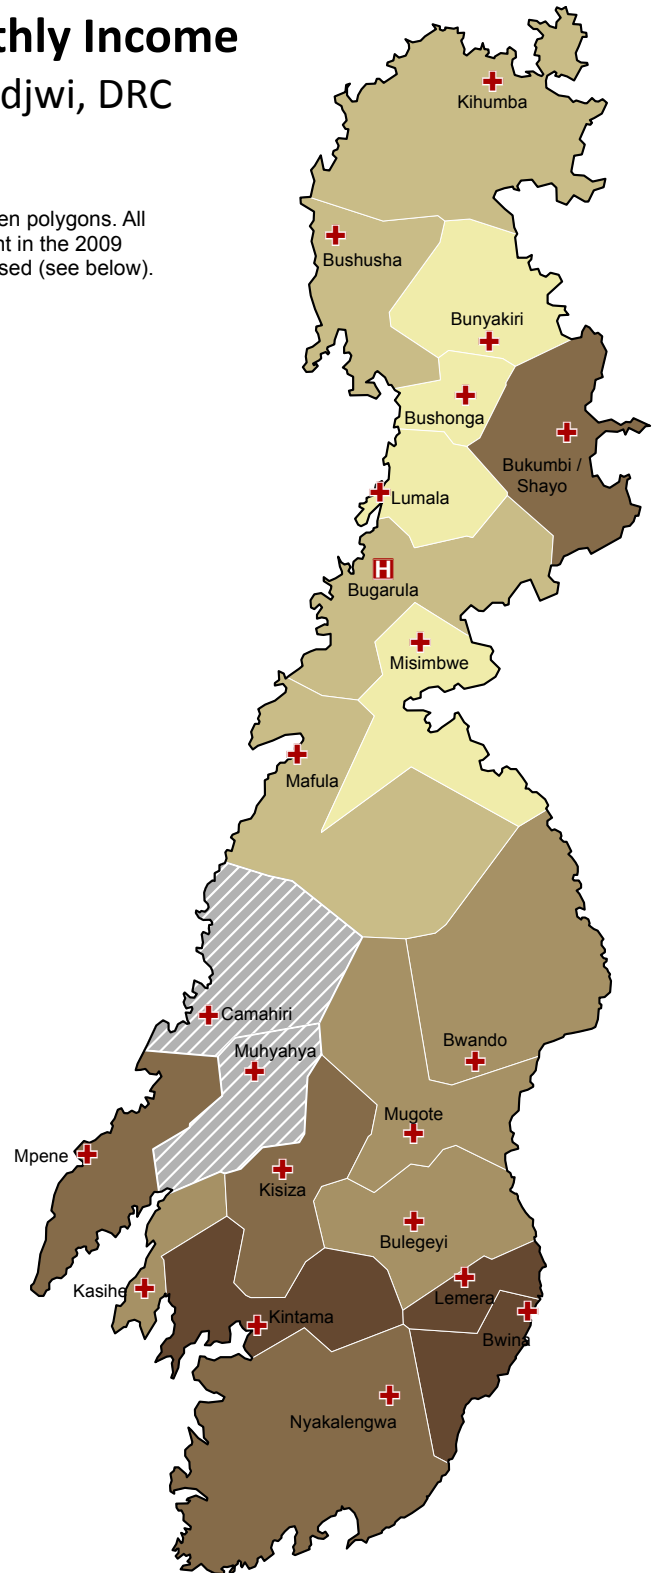 thly Income
djwi, DRC
en polygons. All
nt in the 2009
sed (see below).
Kihumba
Bushusha
Bunyakiri
Bushonga
Bukumbi /
Shayo
Lumala
H
Bugarula
Misimbwe
Mafula
Camahiri
Bwando
Muhyahya
Mugote
Mpene
Kisiza
Bulegeyi
Kasihe
Lemera
Kintama
Bwina
Nyakalengwa